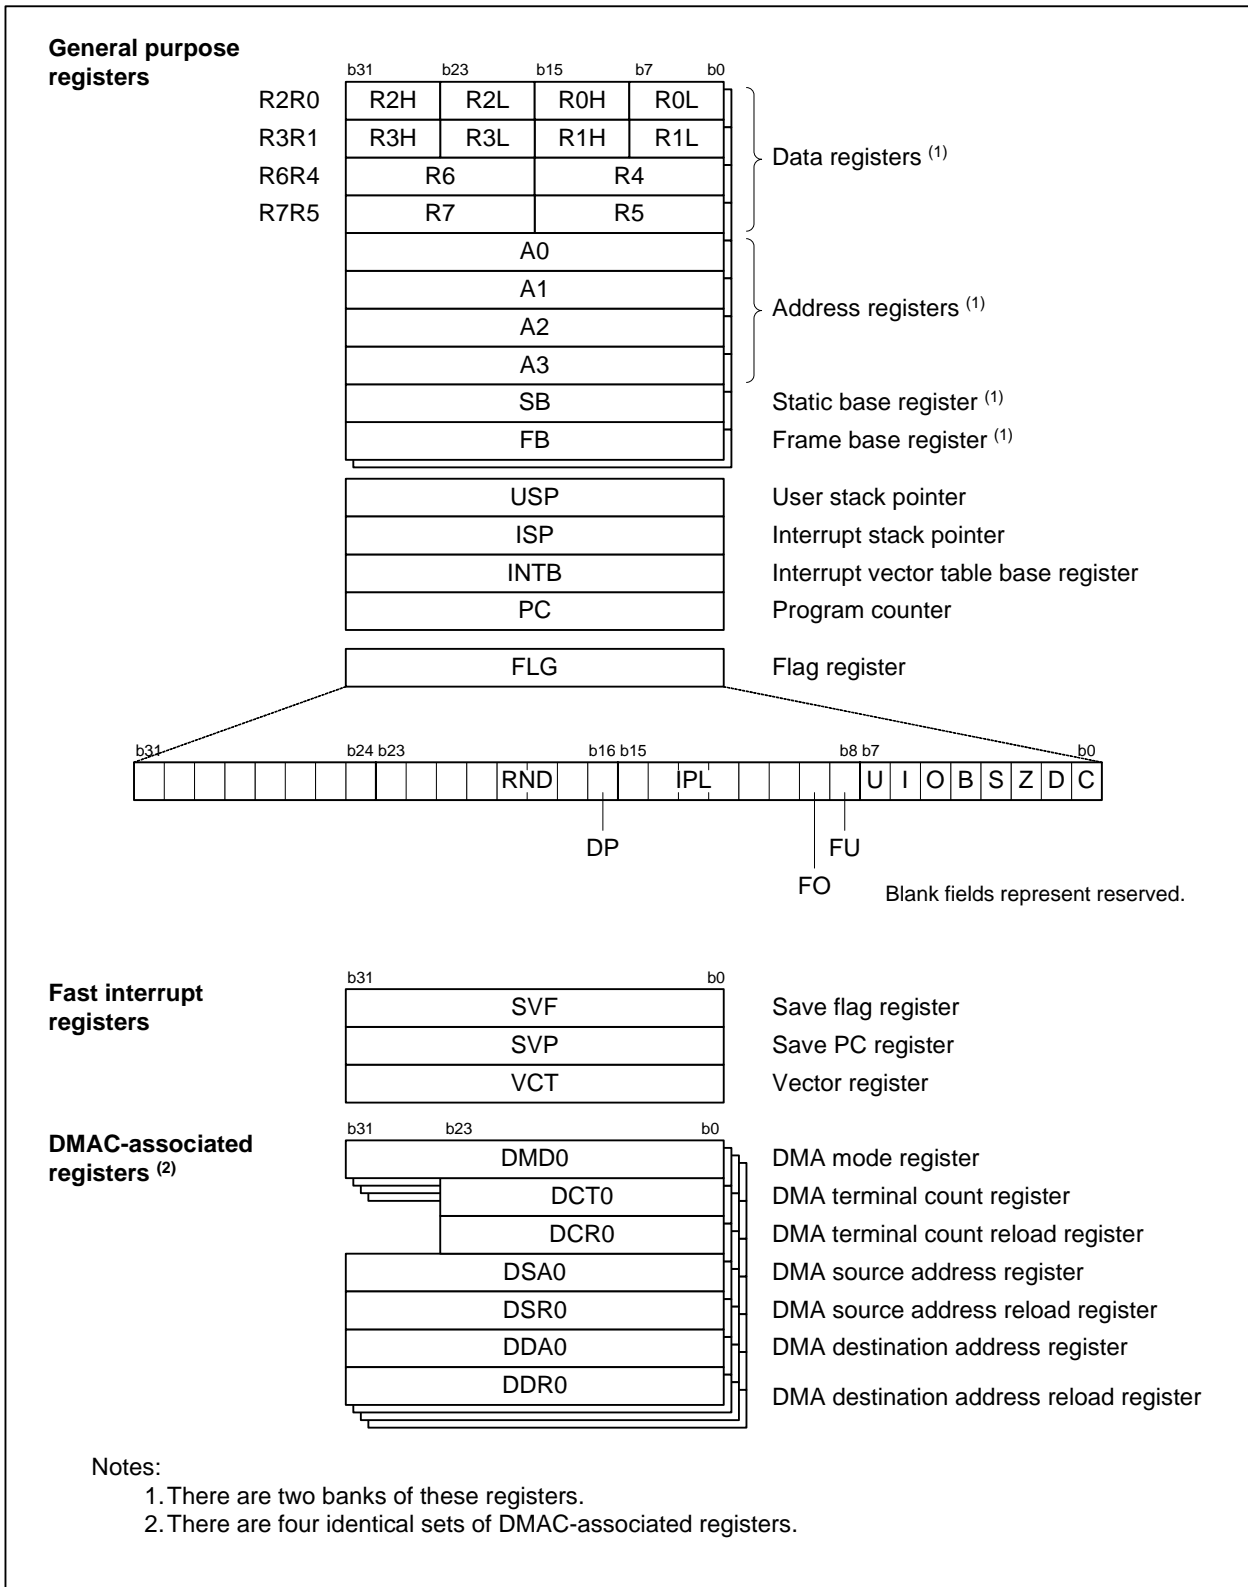 General purpose
registers
b31 b23 b15 b7 b0
R2R0 R2H R2L R0H R0L
R3R1 R3H R3L R1H R1L
Data registers (1)
R6R4 R6 R4
R7R5 R7 R5
A0
A1
Address registers (1)
A2
A3
SB Static base register (1)
FB Frame base register (1)
USP User stack pointer
ISP Interrupt stack pointer
INTB Interrupt vector table base register
PC Program counter
FLG Flag register
b31 b24 b23 b16 b15 b8 b7 b0
RND IPL U I O B S Z D C
DP FU
FO
Blank fields represent reserved.
b31 b0
Fast interrupt
registers
SVF Save flag register
SVP Save PC register
VCT Vector register
b31 b23 b0
DMAC-associated
registers (2)
DMD0 DMA mode register
DCT0 DMA terminal count register
DCR0 DMA terminal count reload register
DSA0 DMA source address register
DSR0 DMA source address reload register
DDA0 DMA destination address register
DDR0 DMA destination address reload register
Notes:
1. There are two banks of these registers.
2. There are four identical sets of DMAC-associated registers.